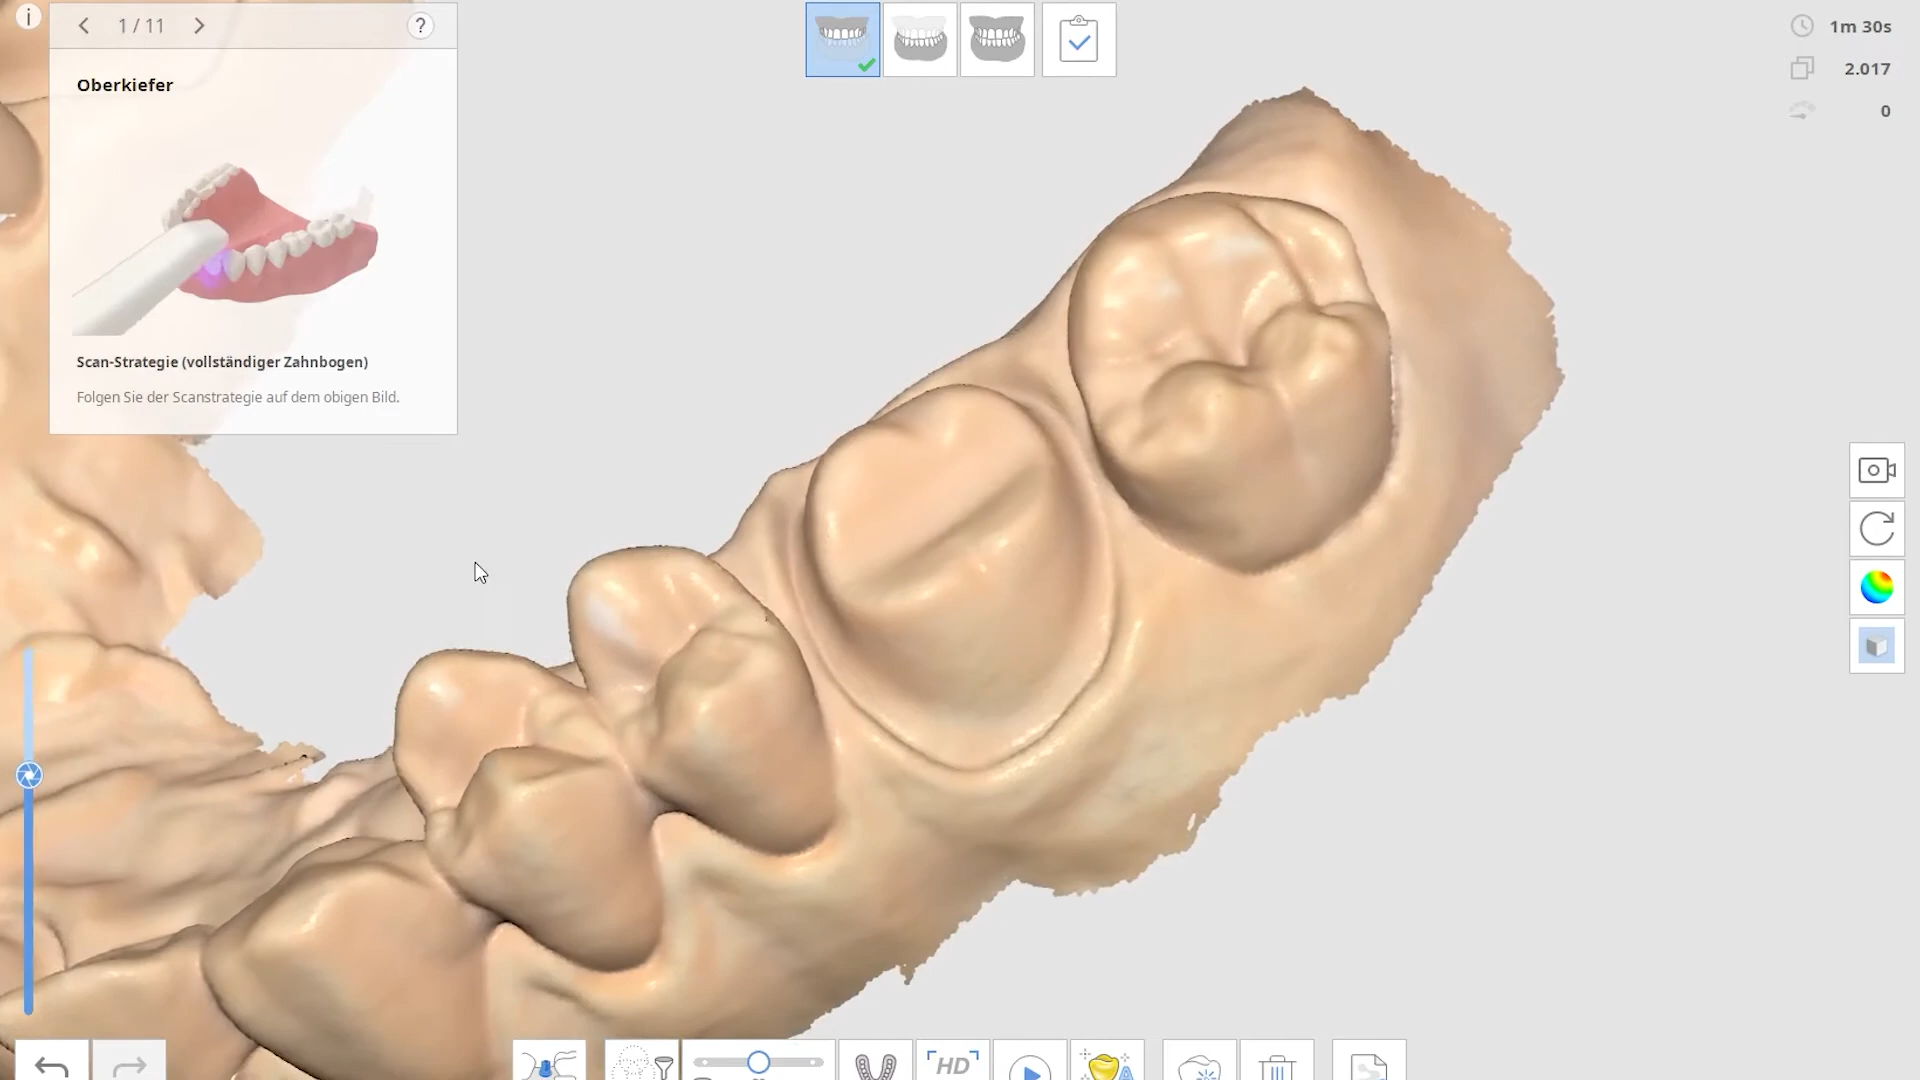 i
1 / 11
?
Oberkiefer
Scan-Strategie (vollständiger Zahnbogen)
Folgen Sie der Scanstrategie auf dem obigen Bild.
1m 30s
2.017
0
HD